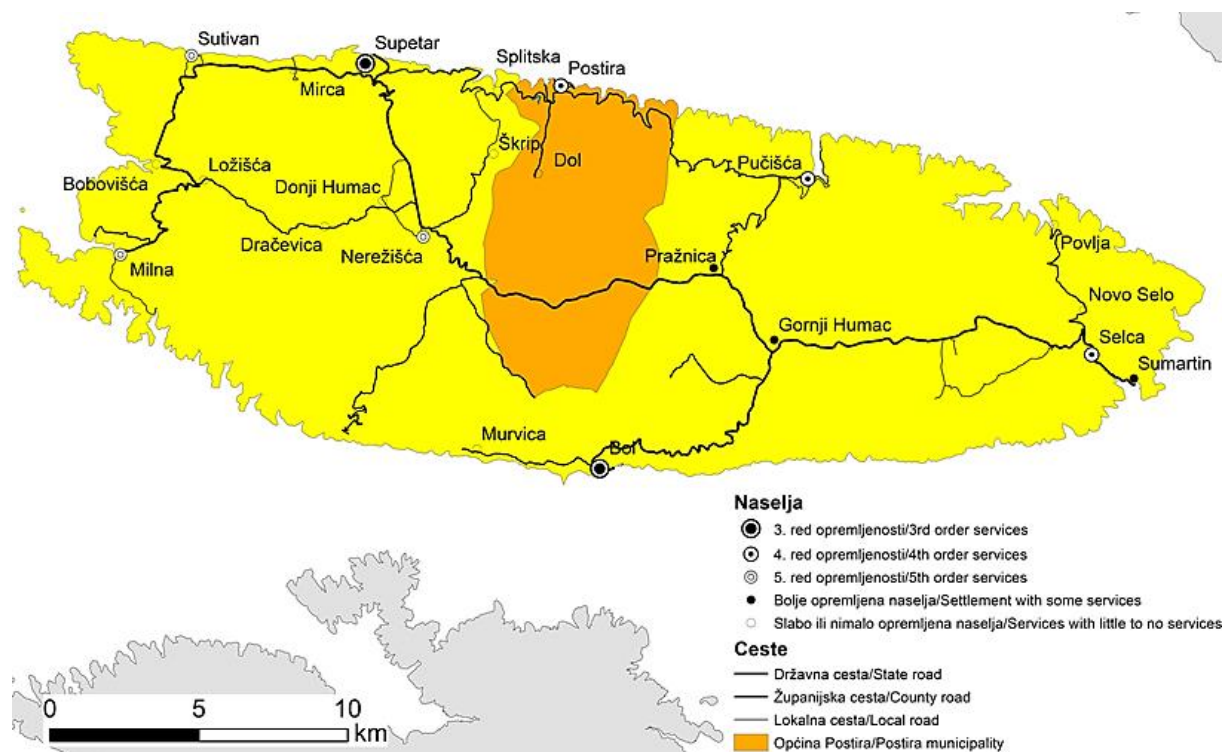 Sutivan
Supetar
Splitska
Postira
Mirca
Škrip
Dol
Pučišća
Ložišća
Bobovišća
Donji Humac
Dračevica
Nerežišća
Milna
Pražnica
Povlja
Novo Selo
Gornji Humac
Selca
Sumartin
Murvica
Bol
Naselja
3. red opremljenosti/3rd order services
4. red opremljenosti/4th order services
5. red opremljenosti/5th order services
Bolje opremljena naselja/Settlement with some services
Slabo ili nimalo opremljena naselja/Services with little to no services
Ceste
Državna cesta/State road
Županijska cesta/County road
Lokalna cesta/Local road
Općina Postira/Postira municipality
0 5 10
km